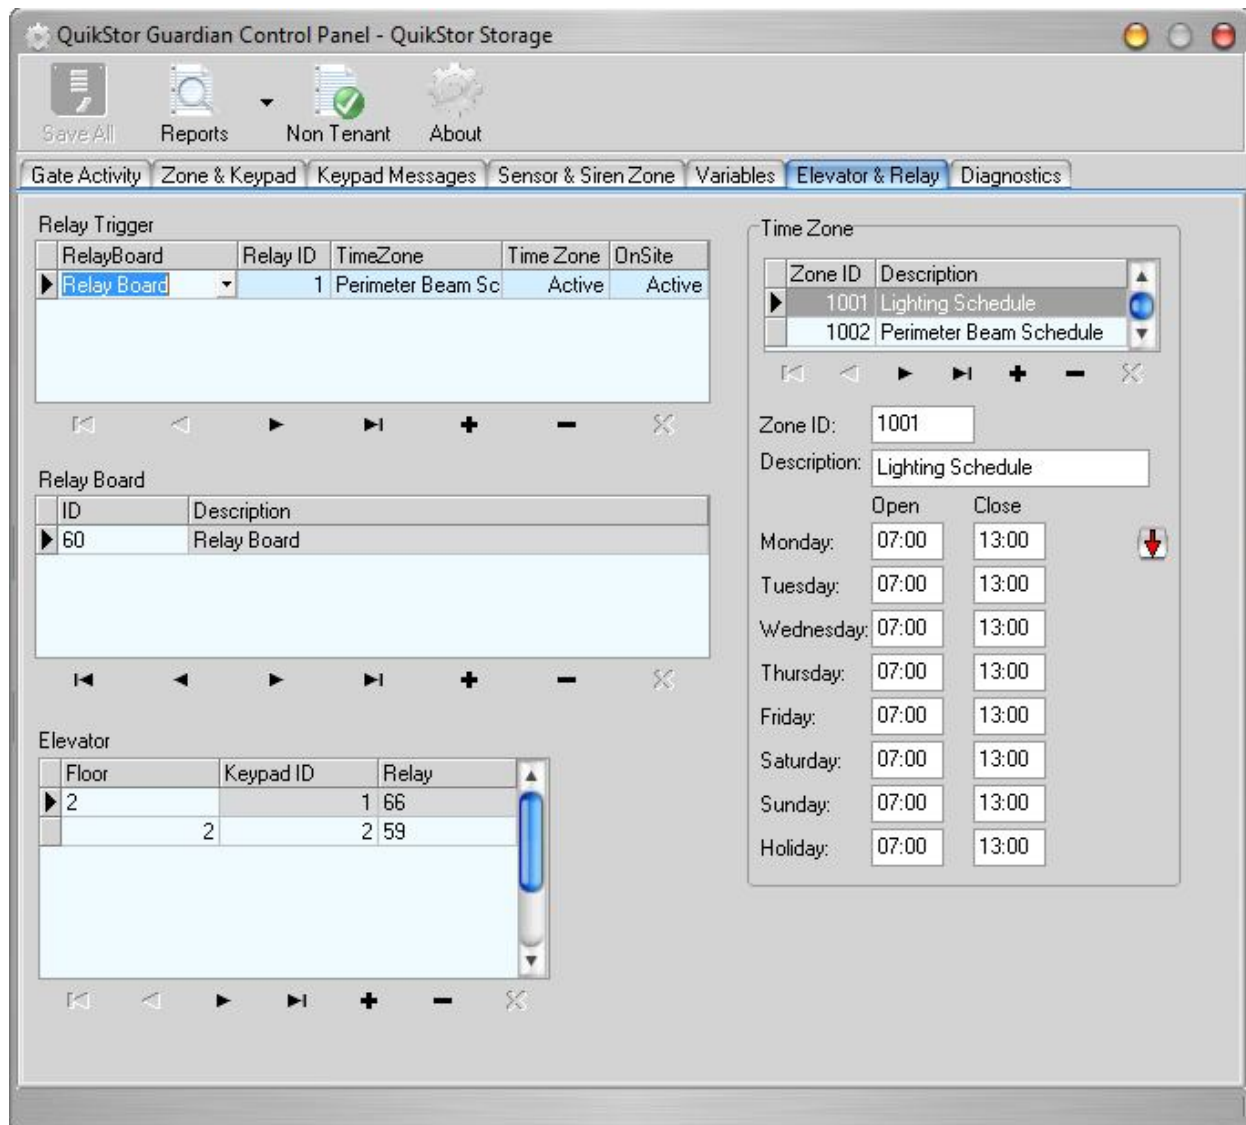 QuikStor Guardian Control Panel - QuikStor Storage
Save All Reports Non Tenant About
Gate Activity Zone & Keypad Keypad Messages Sensor & Siren Zone Variables Elevator & Relay Diagnostics
Relay Trigger
RelayBoard Relay ID TimeZone Time Zone OnSite
Relay Board 1 Perimeter Beam Sc Active Active
Relay Board
ID Description
60 Relay Board
Elevator
Floor Keypad ID Relay
2 1 66
2 2 59
Time Zone
Zone ID Description
1001 Lighting Schedule
1002 Perimeter Beam Schedule
Zone ID: 1001
Description: Lighting Schedule
Open Close
Monday: 07:00 13:00
Tuesday: 07:00 13:00
Wednesday: 07:00 13:00
Thursday: 07:00 13:00
Friday: 07:00 13:00
Saturday: 07:00 13:00
Sunday: 07:00 13:00
Holiday: 07:00 13:00